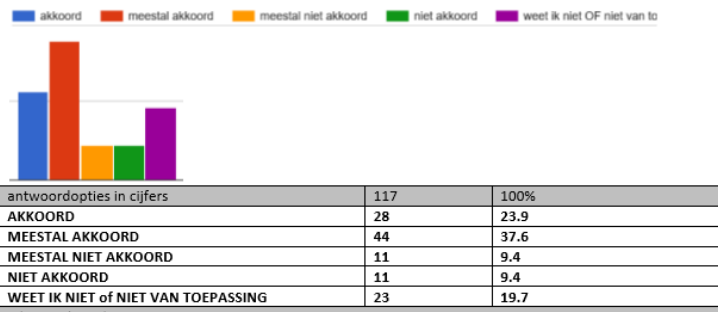 akkoord meestal akkoord meestal niet akkoord niet akkoord weet ik niet OF niet van to
antwoordopties in cijfers 117 100%
AKKOORD 28 23.9
MEESTAL AKKOORD 44 37.6
MEESTAL NIET AKKOORD 11 9.4
NIET AKKOORD 11 9.4
WEET IK NIET of NIET VAN TOEPASSING 23 19.7